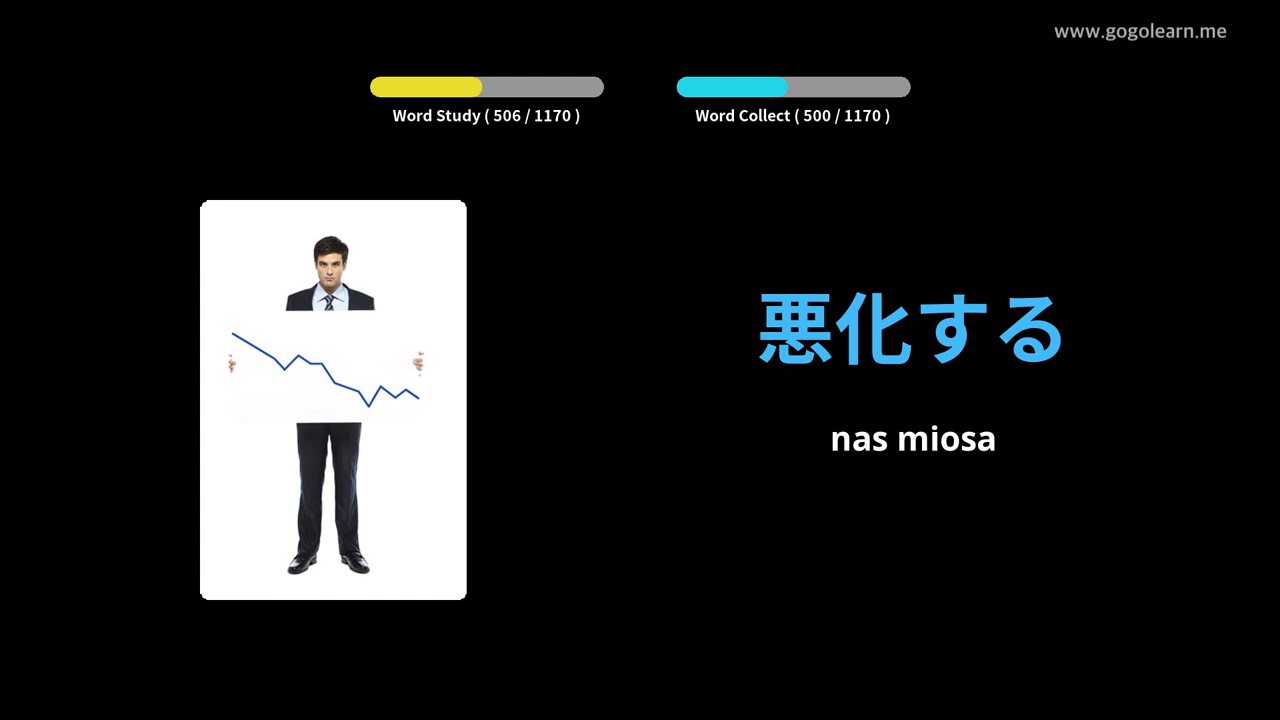 www.gogolearn.me
Word Study ( 506 / 1170 )
Word Collect ( 500 / 1170 )
悪化する
nas miosa